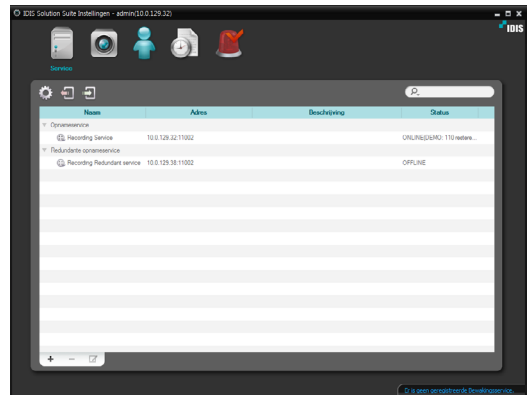 IDIS Solution Suite Instellingen - admin(10.0.129.32)
IDIS
Service
Naam Adres Beschrijving Status
Opnameservice
Recording Service 10.0.129.32:11002 ONLINE(DEMO: 110 restere...
Redundante opnameservice
Recording Redundant service 10.0.129.38:11002 OFFLINE
Er is geen geregistreerde Bewakingsservice.